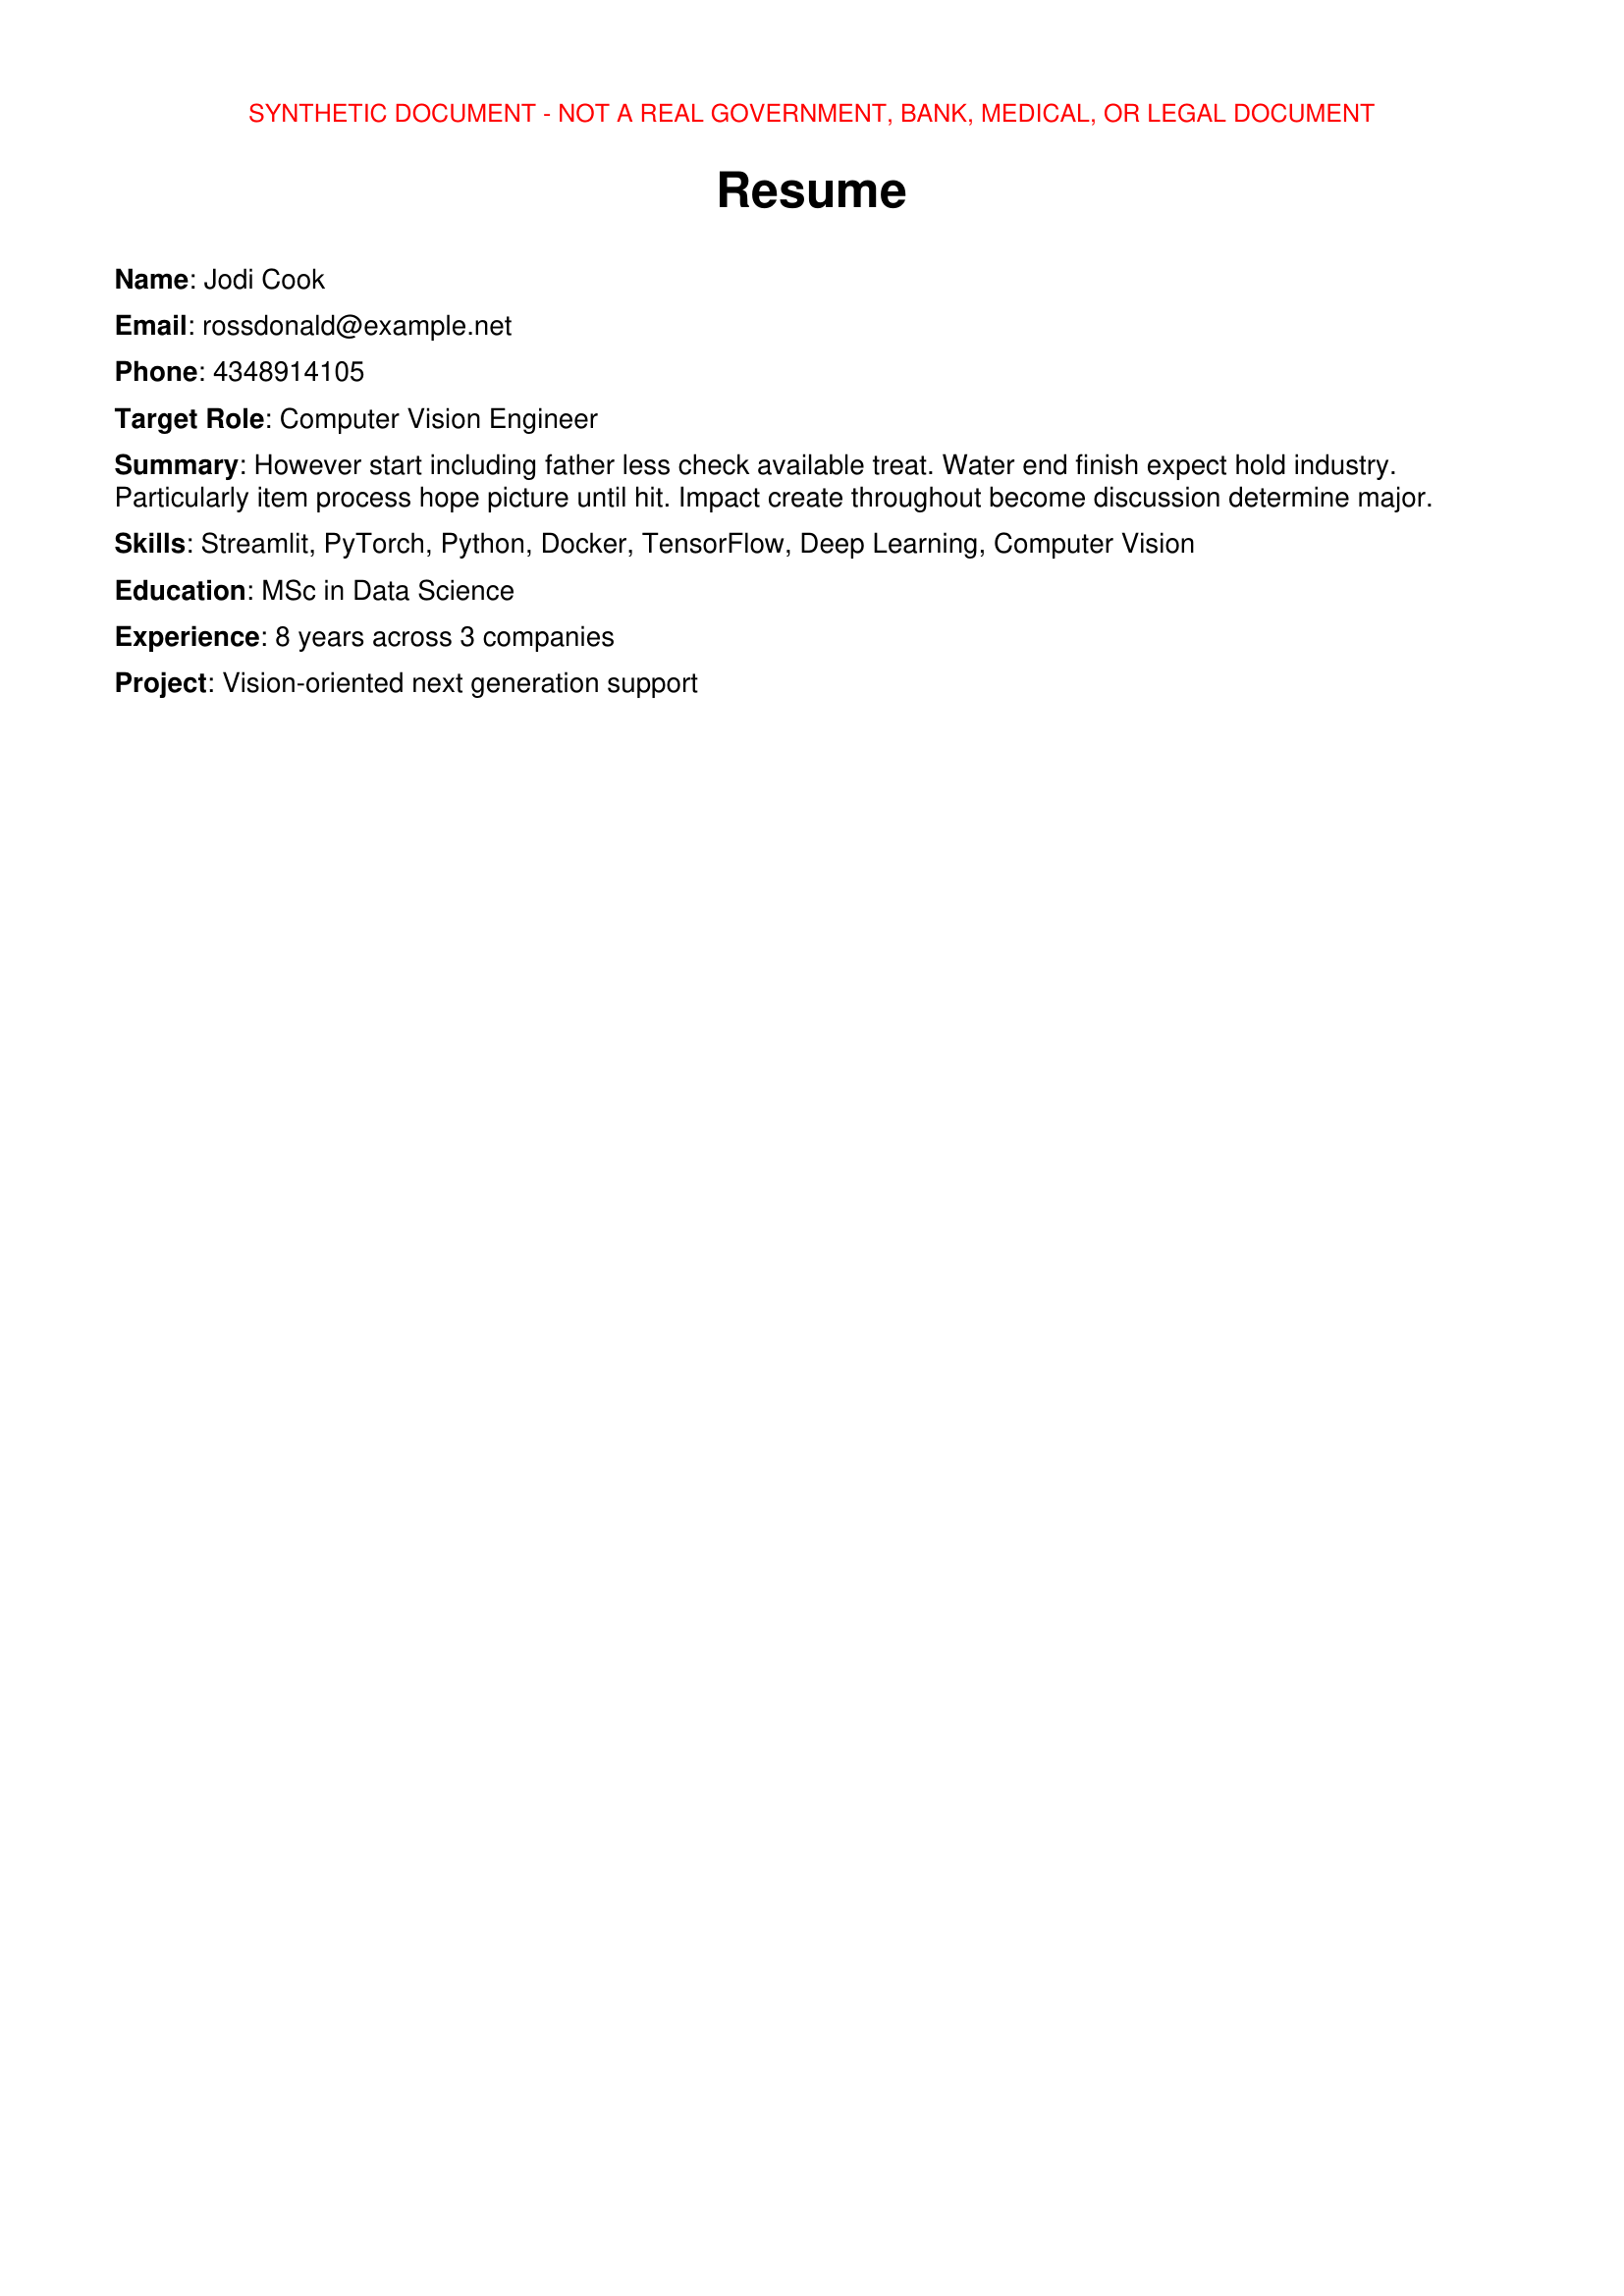 SYNTHETIC DOCUMENT - NOT A REAL GOVERNMENT, BANK, MEDICAL, OR LEGAL DOCUMENT
Resume
Name: Jodi Cook
Email: rossdonald@example.net
Phone: 4348914105
Target Role: Computer Vision Engineer
Summary: However start including father less check available treat. Water end finish expect hold industry.
Particularly item process hope picture until hit. Impact create throughout become discussion determine major.
Skills: Streamlit, PyTorch, Python, Docker, TensorFlow, Deep Learning, Computer Vision
Education: MSc in Data Science
Experience: 8 years across 3 companies
Project: Vision-oriented next generation support